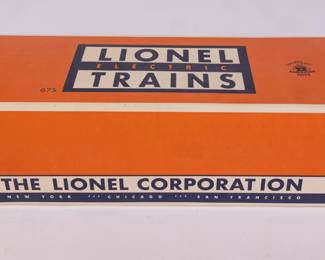 LIONEL
ELECTRIC
TRAINS
675
THE LIONEL CORPORATION
NEW YORK ••• CHICAGO ••• SAN FRANCISCO